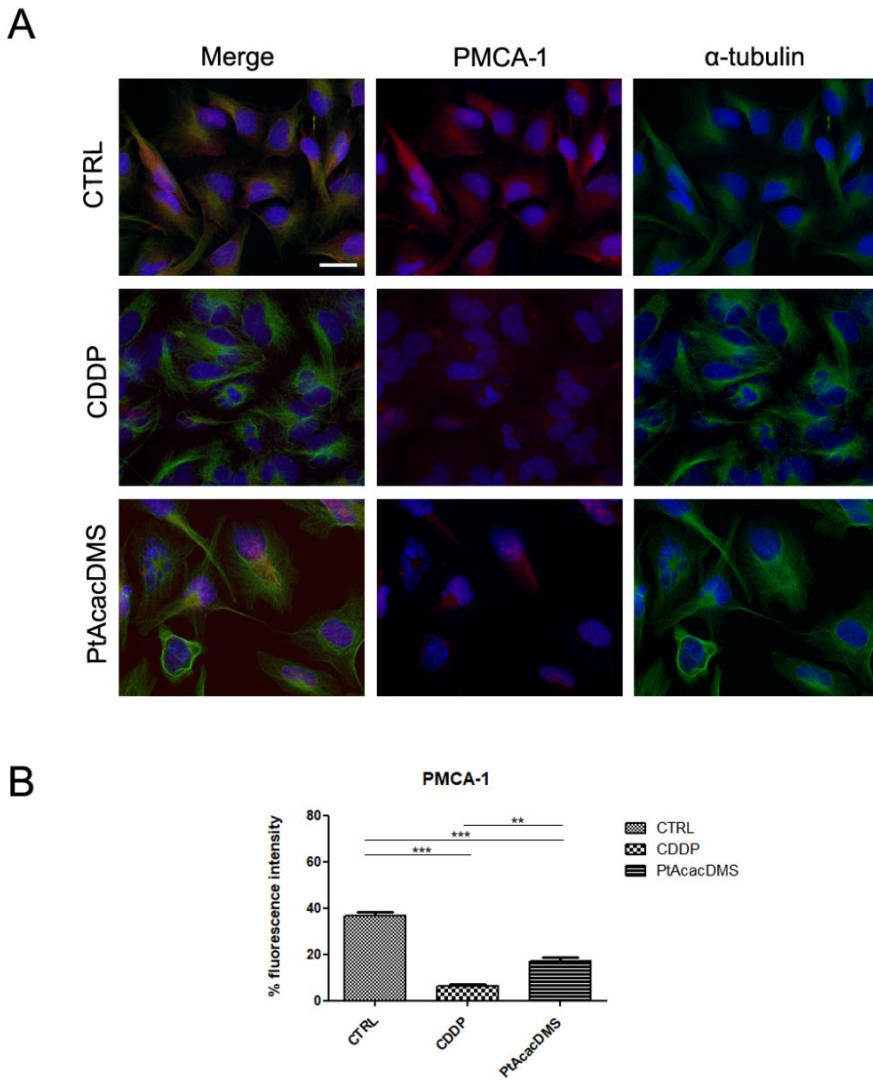 A
Merge PMCA-1 α-tubulin
CTRL
CDDP
PtAcacDMS
B
PMCA-1
% fluorescence intensity
80
60
40
20
0
**
***
***
CTRL
CDDP
PtAcacDMS
CTRL
CDDP
PtAcacDMS